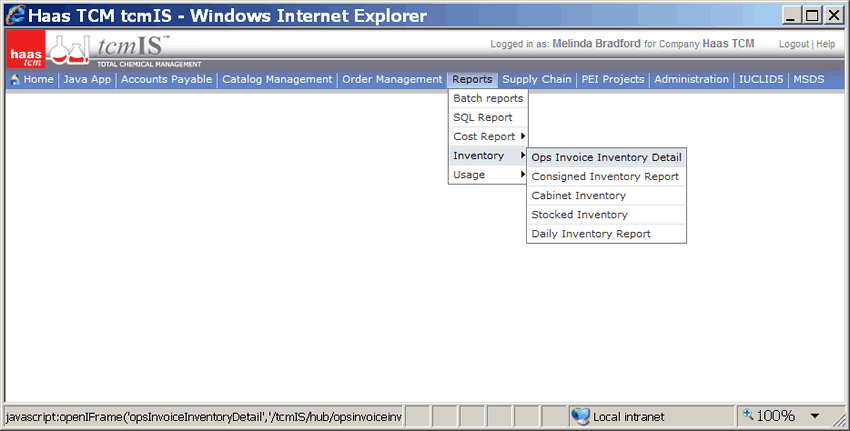 Haas TCM tcmIS - Windows Internet Explorer
haas tcm
tcmIS™
TOTAL CHEMICAL MANAGEMENT
Logged in as: Melinda Bradford for Company Haas TCM
Logout | Help
Home | Java App | Accounts Payable | Catalog Management | Order Management | Reports | Supply Chain | PEI Projects | Administration | IUCLID5 | MSDS
Batch reports
SQL Report
Cost Report
Inventory
Usage
Ops Invoice Inventory Detail
Consigned Inventory Report
Cabinet Inventory
Stocked Inventory
Daily Inventory Report
javascript:openIFrame('opsInvoiceInventoryDetail','/tcmIS/hub/opsinvoiceinv
Local intranet
100%